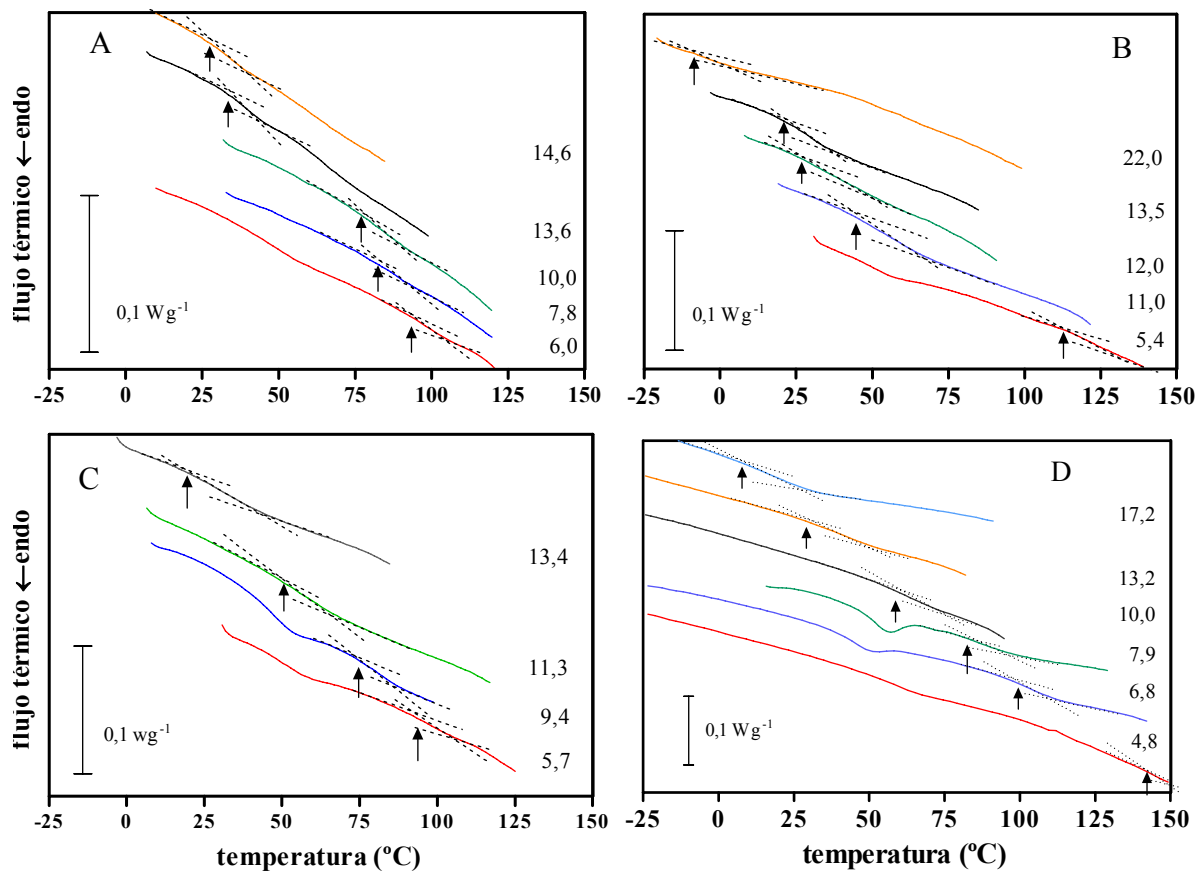 A
flujo térmico ←endo
0,1 Wg⁻¹
14,6
13,6
10,0
7,8
6,0
-25 0 25 50 75 100 125 150
B
0,1 Wg⁻¹
22,0
13,5
12,0
11,0
5,4
-25 0 25 50 75 100 125 150
C
flujo térmico ←endo
0,1 wg⁻¹
13,4
11,3
9,4
5,7
-25 0 25 50 75 100 125 150
temperatura (ºC)
D
0,1 Wg⁻¹
17,2
13,2
10,0
7,9
6,8
4,8
-25 0 25 50 75 100 125 150
temperatura (ºC)